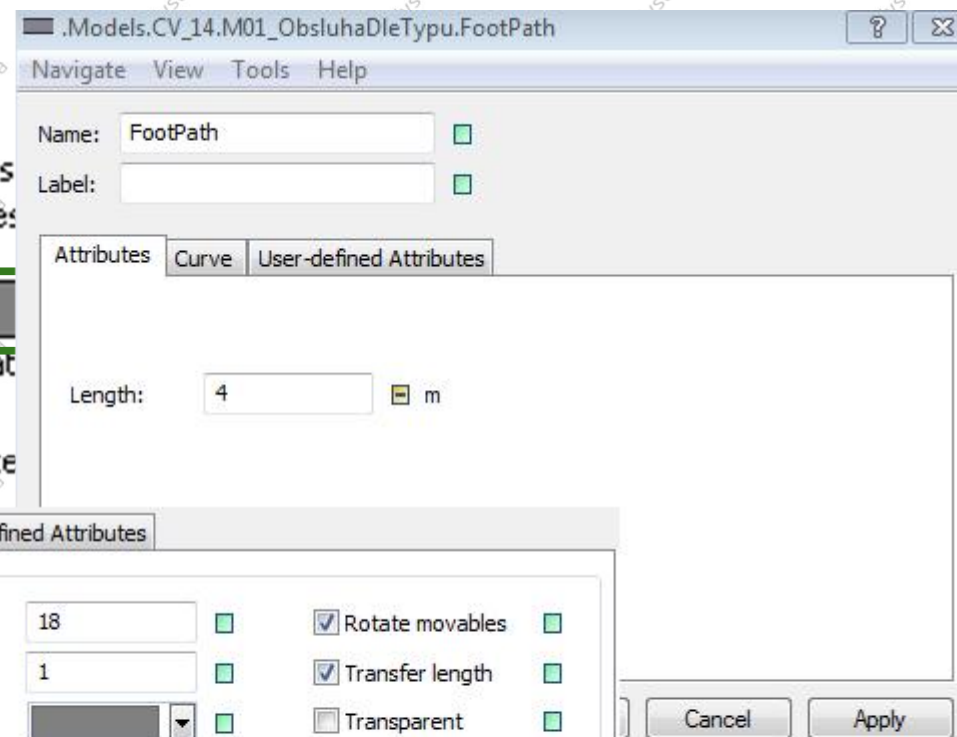 .Models.CV_14.M01_ObsluhaDleTypu.FootPath
Navigate View Tools Help
Name: FootPath
Label:
Attributes Curve User-defined Attributes
Length: 4 m
fined Attributes
18 Rotate movables
1 Transfer length
Transparent
Cancel Apply